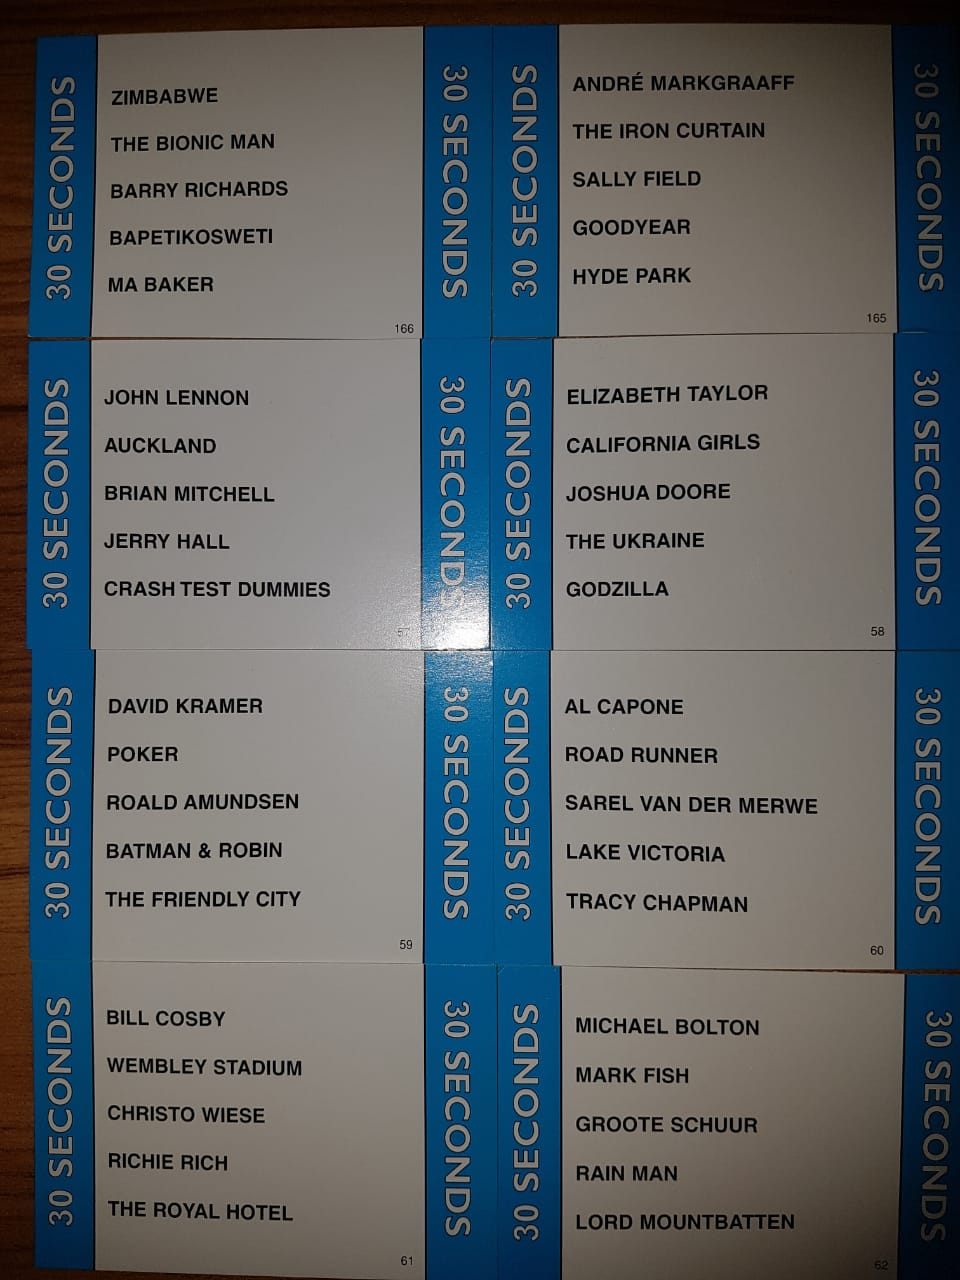 30 SECONDS
ZIMBABWE
THE BIONIC MAN
BARRY RICHARDS
BAPETIKOSWETI
MA BAKER
166
30 SECONDS
30 SECONDS
ANDRÉ MARKGRAAFF
THE IRON CURTAIN
SALLY FIELD
GOODYEAR
HYDE PARK
165
30 SECONDS
30 SECONDS
JOHN LENNON
AUCKLAND
BRIAN MITCHELL
JERRY HALL
CRASH TEST DUMMIES
57
30 SECONDS
30 SECONDS
ELIZABETH TAYLOR
CALIFORNIA GIRLS
JOSHUA DOORE
THE UKRAINE
GODZILLA
58
30 SECONDS
30 SECONDS
DAVID KRAMER
POKER
ROALD AMUNDSEN
BATMAN & ROBIN
THE FRIENDLY CITY
59
30 SECONDS
30 SECONDS
AL CAPONE
ROAD RUNNER
SAREL VAN DER MERWE
LAKE VICTORIA
TRACY CHAPMAN
60
30 SECONDS
30 SECONDS
BILL COSBY
WEMBLEY STADIUM
CHRISTO WIESE
RICHIE RICH
THE ROYAL HOTEL
61
30 SECONDS
30 SECONDS
MICHAEL BOLTON
MARK FISH
GROOTE SCHUUR
RAIN MAN
LORD MOUNTBATTEN
62
30 SECONDS